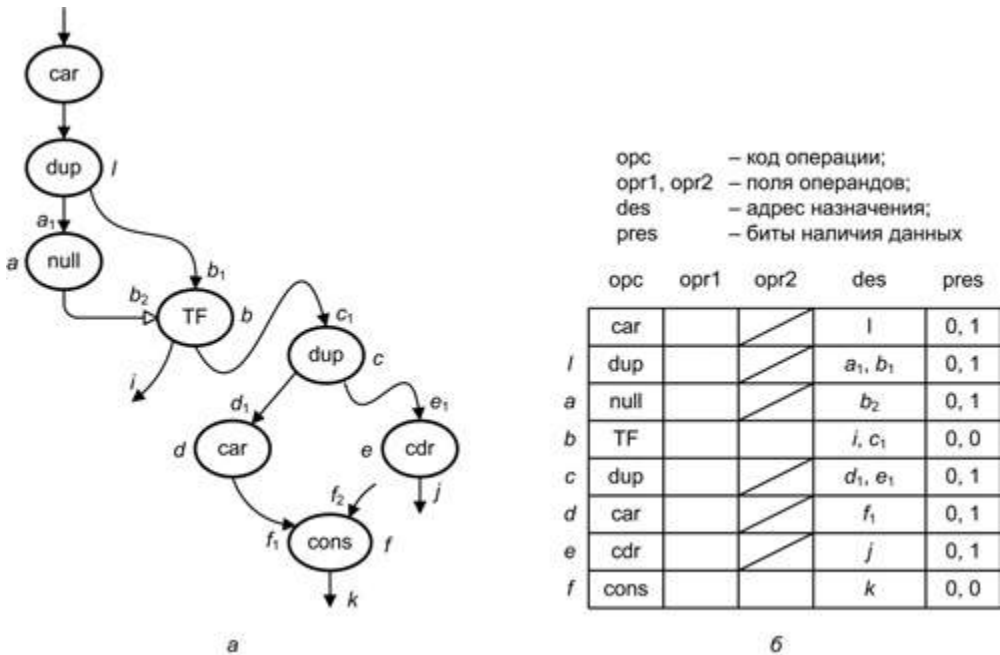 car
dup l
a₁
a null
b₁
b₂
TF b
c₁
dup c
i
d₁
e₁
d car
e cdr
f₂
j
f₁
cons f
k
а
opc – код операции;
opr1, opr2 – поля операндов;
des – адрес назначения;
pres – биты наличия данных
opc opr1 opr2 des pres
car l 0, 1
l dup a₁, b₁ 0, 1
a null b₂ 0, 1
b TF i, c₁ 0, 0
c dup d₁, e₁ 0, 1
d car f₁ 0, 1
e cdr j 0, 1
f cons k 0, 0
б